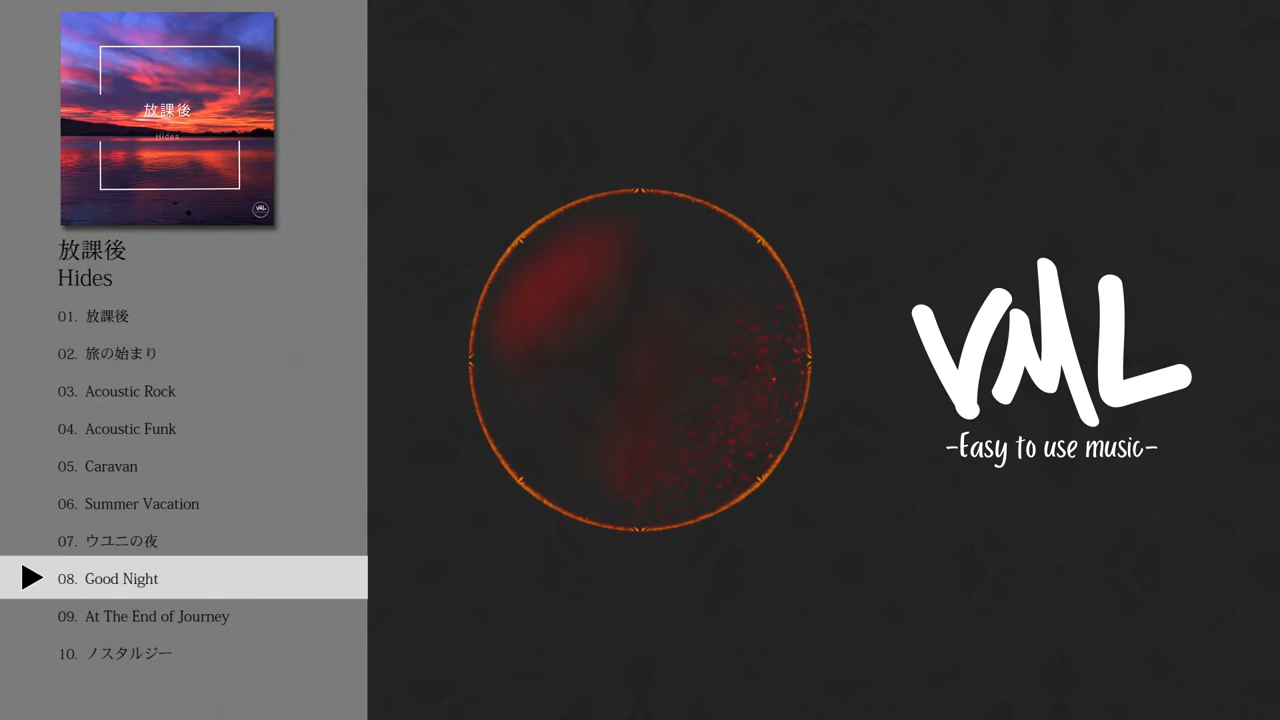 放課後
Hides
VML
放課後
Hides
01. 放課後
02. 旅の始まり
03. Acoustic Rock
04. Acoustic Funk
05. Caravan
06. Summer Vacation
07. ウユニの夜
08. Good Night
09. At The End of Journey
10. ノスタルジー
VML
-Easy to use music-